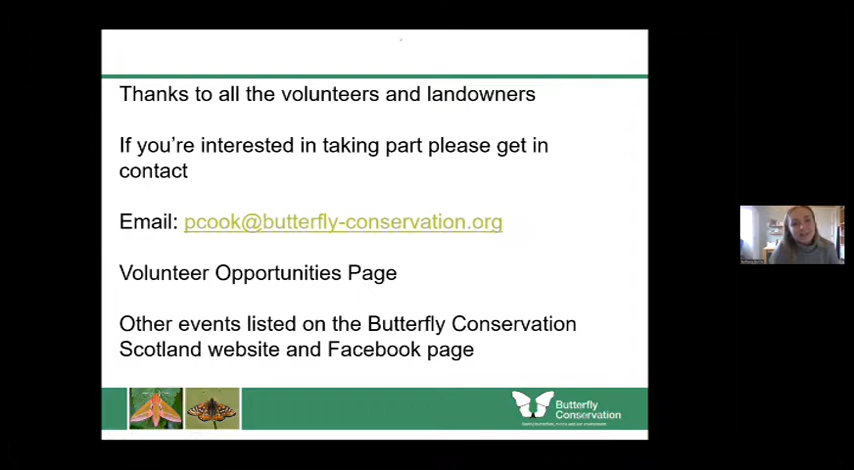 Thanks to all the volunteers and landowners
If you're interested in taking part please get in
contact
Email: pcook@butterfly-conservation.org
Volunteer Opportunities Page
Other events listed on the Butterfly Conservation
Scotland website and Facebook page
Butterfly
Conservation